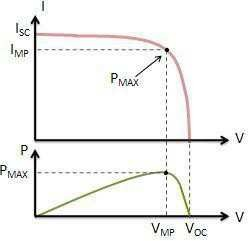 I
I_SC
I_MP
P_MAX
V
P
P_MAX
V
V_MP V_OC